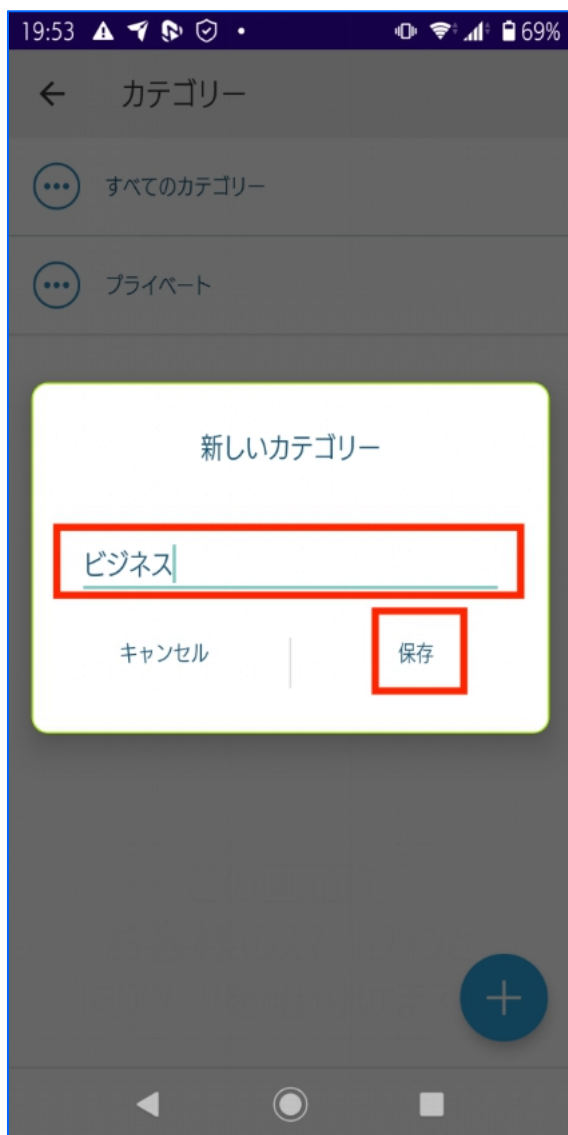 19:53 69%
カテゴリー
すべてのカテゴリー
プライベート
新しいカテゴリー
ビジネス
キャンセル 保存